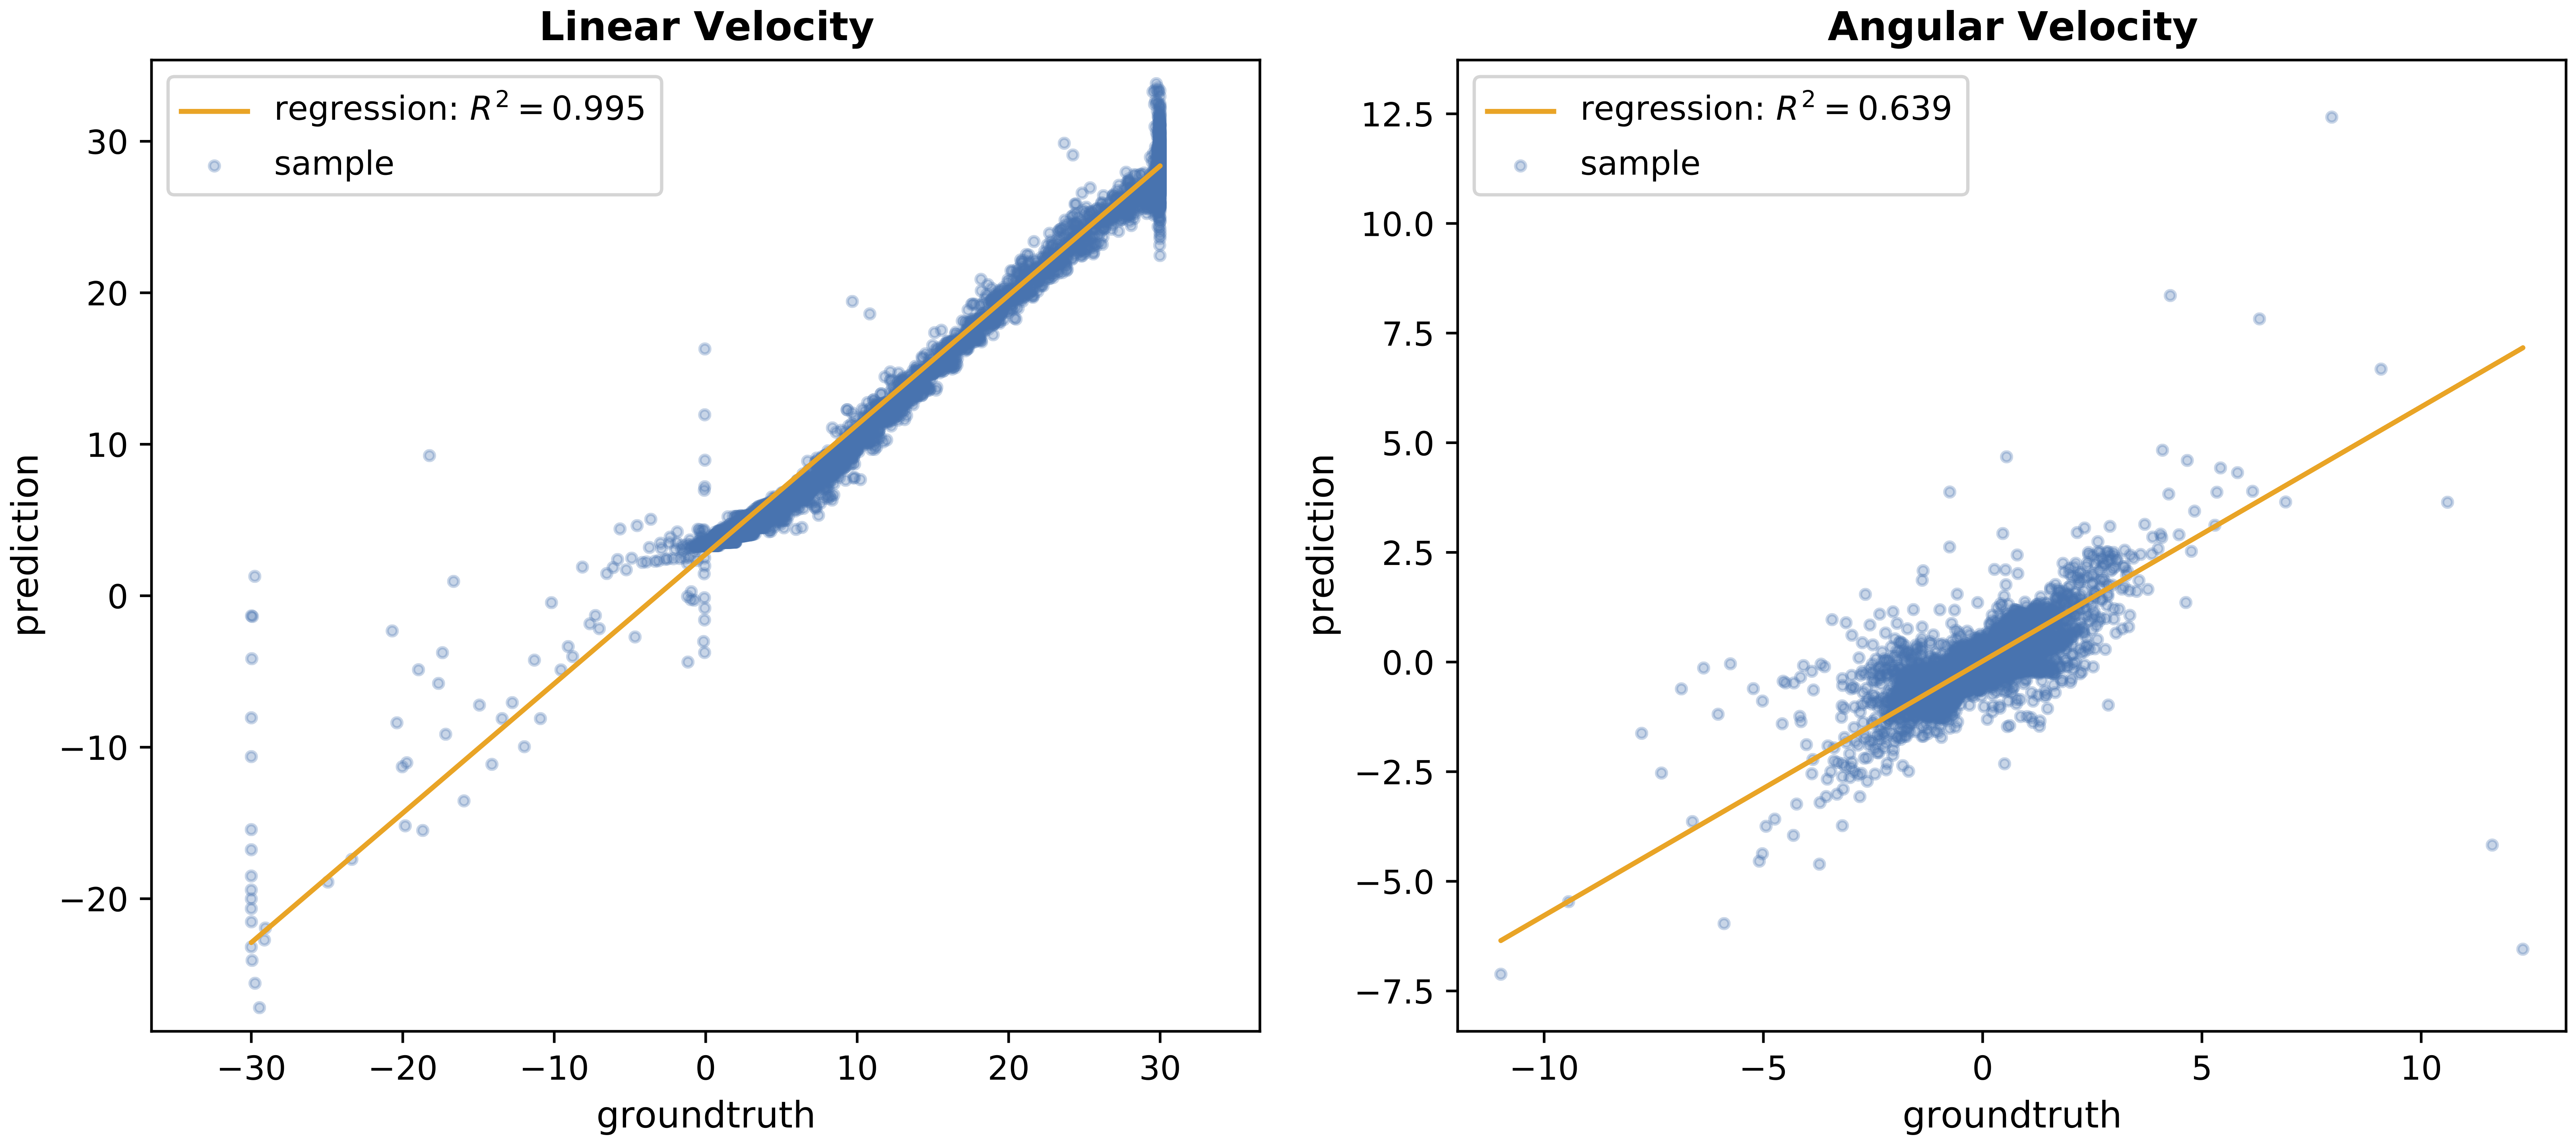 Linear Velocity
regression: R² = 0.995
sample
prediction
30
20
10
0
−10
−20
−30
−20
−10
0
10
20
30
groundtruth
Angular Velocity
regression: R² = 0.639
sample
prediction
12.5
10.0
7.5
5.0
2.5
0.0
−2.5
−5.0
−7.5
−10
−5
0
5
10
groundtruth